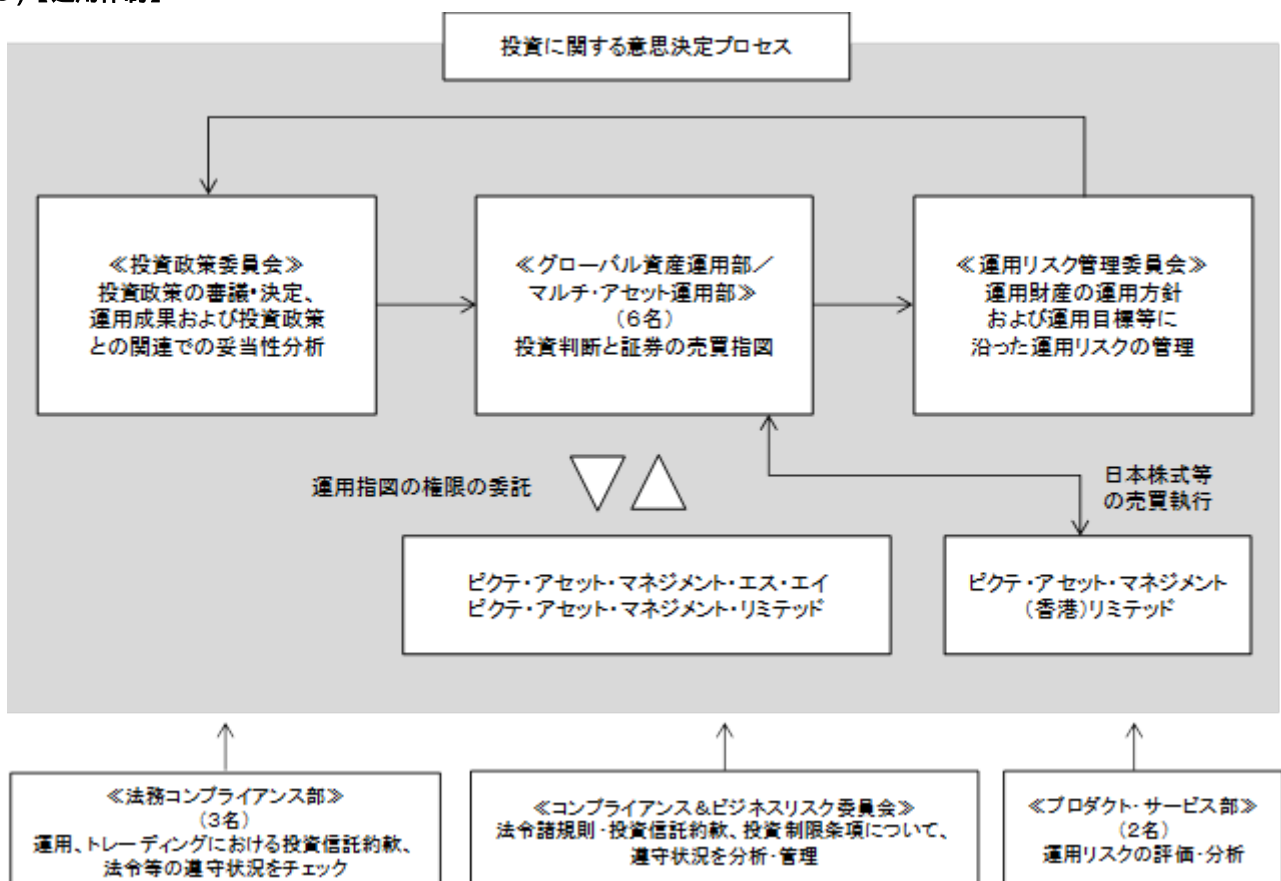 投資に関する意思決定プロセス
≪投資政策委員会≫
投資政策の審議・決定、
運用成果および投資政策
との関連での妥当性分析
≪グローバル資産運用部／
マルチ・アセット運用部≫
(6名)
投資判断と証券の売買指図
≪運用リスク管理委員会≫
運用財産の運用方針
および運用目標等に
沿った運用リスクの管理
運用指図の権限の委託
日本株式等
の売買執行
ピクテ・アセット・マネジメント・エス・エイ
ピクテ・アセット・マネジメント・リミテッド
ピクテ・アセット・マネジメント
(香港)リミテッド
≪法務コンプライアンス部≫
(3名)
運用、トレーディングにおける投資信託約款、
法令等の遵守状況をチェック
≪コンプライアンス＆ビジネスリスク委員会≫
法令諸規則・投資信託約款、投資制限条項について、
遵守状況を分析・管理
≪プロダクト・サービス部≫
(2名)
運用リスクの評価・分析